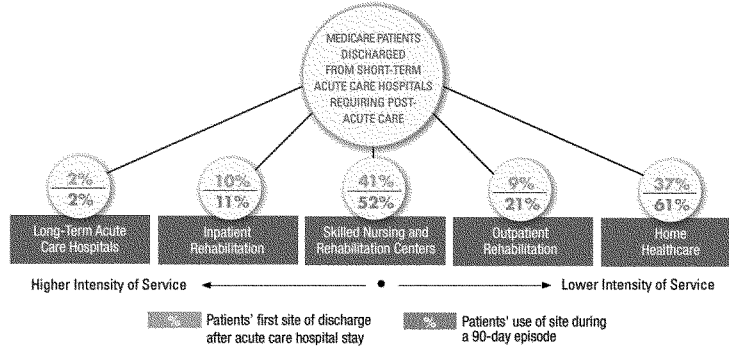 MEDICARE PATIENTS
DISCHARGED
FROM SHORT-TERM
ACUTE CARE HOSPITALS
REQUIRING POST-
ACUTE CARE
2%
2%
10%
11%
41%
52%
9%
21%
37%
61%
Long-Term Acute
Care Hospitals
Inpatient
Rehabilitation
Skilled Nursing and
Rehabilitation Centers
Outpatient
Rehabilitation
Home
Healthcare
Higher Intensity of Service
Lower Intensity of Service
% Patients' first site of discharge
after acute care hospital stay
% Patients' use of site during
a 90-day episode